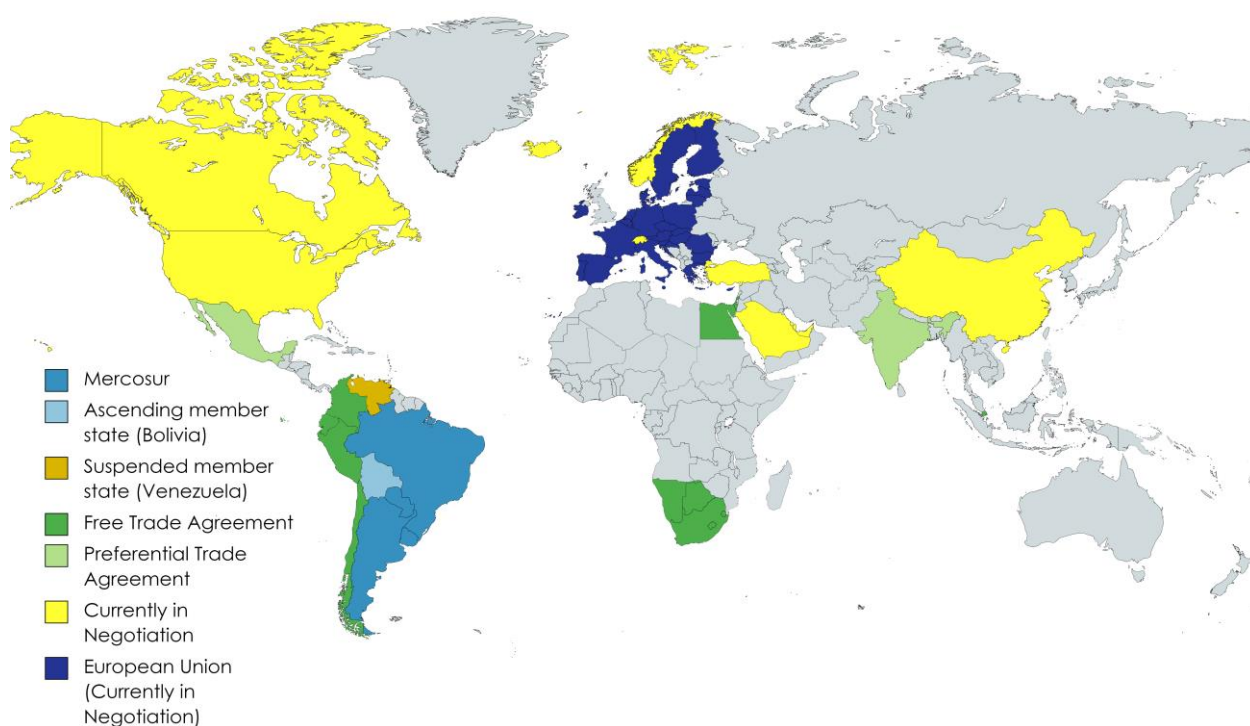 Mercosur
Ascending member
state (Bolivia)
Suspended member
state (Venezuela)
Free Trade Agreement
Preferential Trade
Agreement
Currently in
Negotiation
European Union
(Currently in
Negotiation)